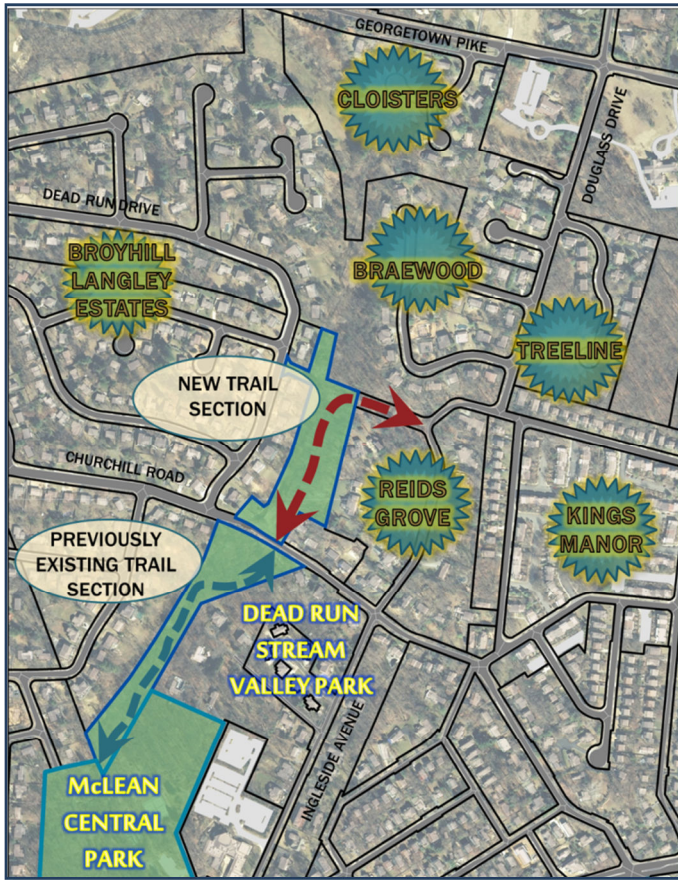 GEORGETOWN PIKE
CLOISTERS
DOUGLASS DRIVE
DEAD RUN DRIVE
BROYHILL
LANGLEY
ESTATES
BRAEWOOD
TREELINE
NEW TRAIL
SECTION
CHURCHILL ROAD
REIDS
GROVE
KINGS
MANOR
PREVIOUSLY
EXISTING TRAIL
SECTION
DEAD RUN
STREAM
VALLEY PARK
INGLESIDE AVENUE
McLEAN
CENTRAL
PARK